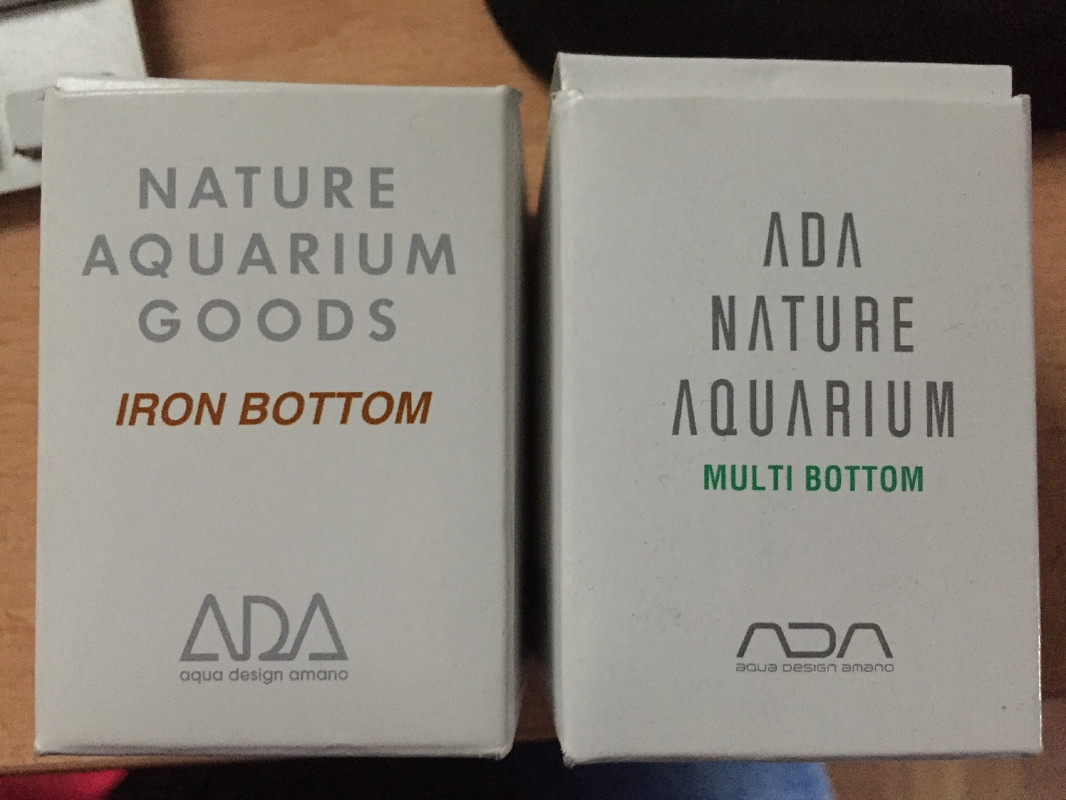 NATURE
AQUARIUM
GOODS
IRON BOTTOM
ADA
aqua design amano
ADA
NATURE
AQUARIUM
MULTI BOTTOM
ADA
aqua design amano